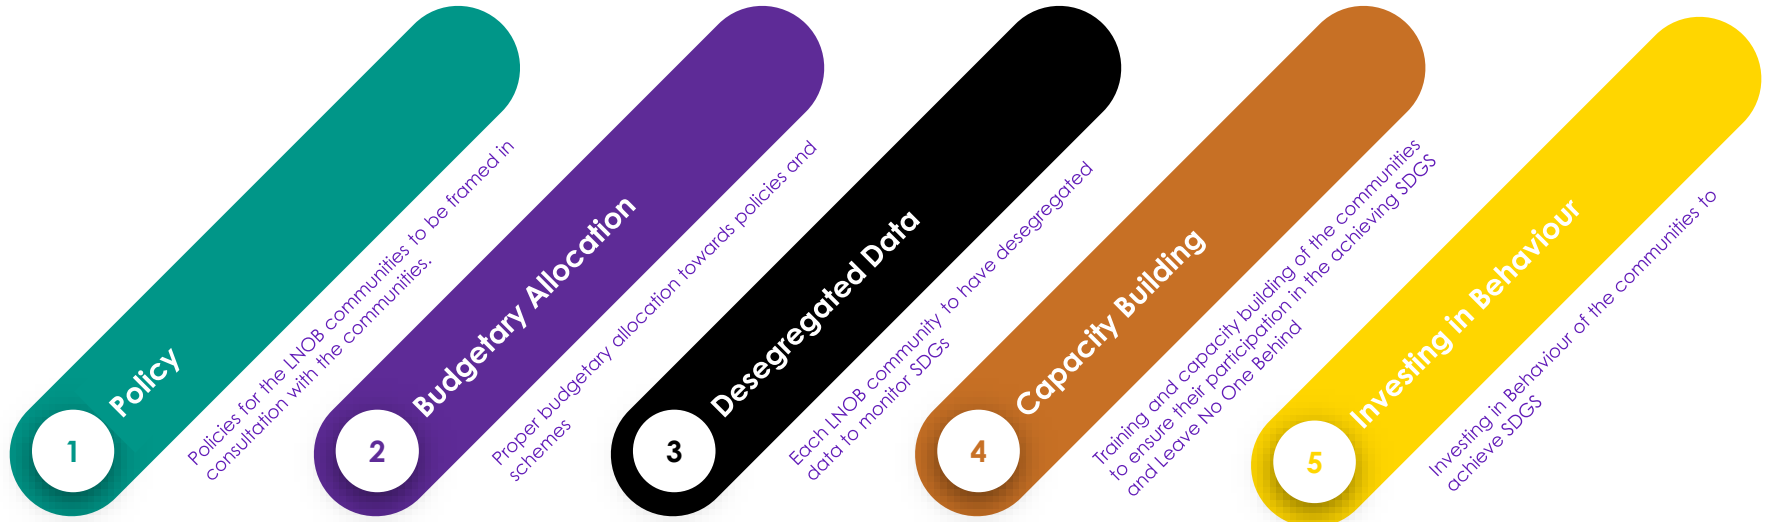 1
Policy
Policies for the LNOB communities to be framed in
consultation with the communities.
2
Budgetary Allocation
Proper budgetary allocation towards policies and
schemes
3
Desegregated Data
Each LNOB community to have desegregated
data to monitor SDGs
4
Capacity Building
Training and capacity building of the communities
to ensure their participation in the achieving SDGS
and Leave No One Behind
5
Investing in Behaviour
Investing in Behaviour of the communities to
achieve SDGS